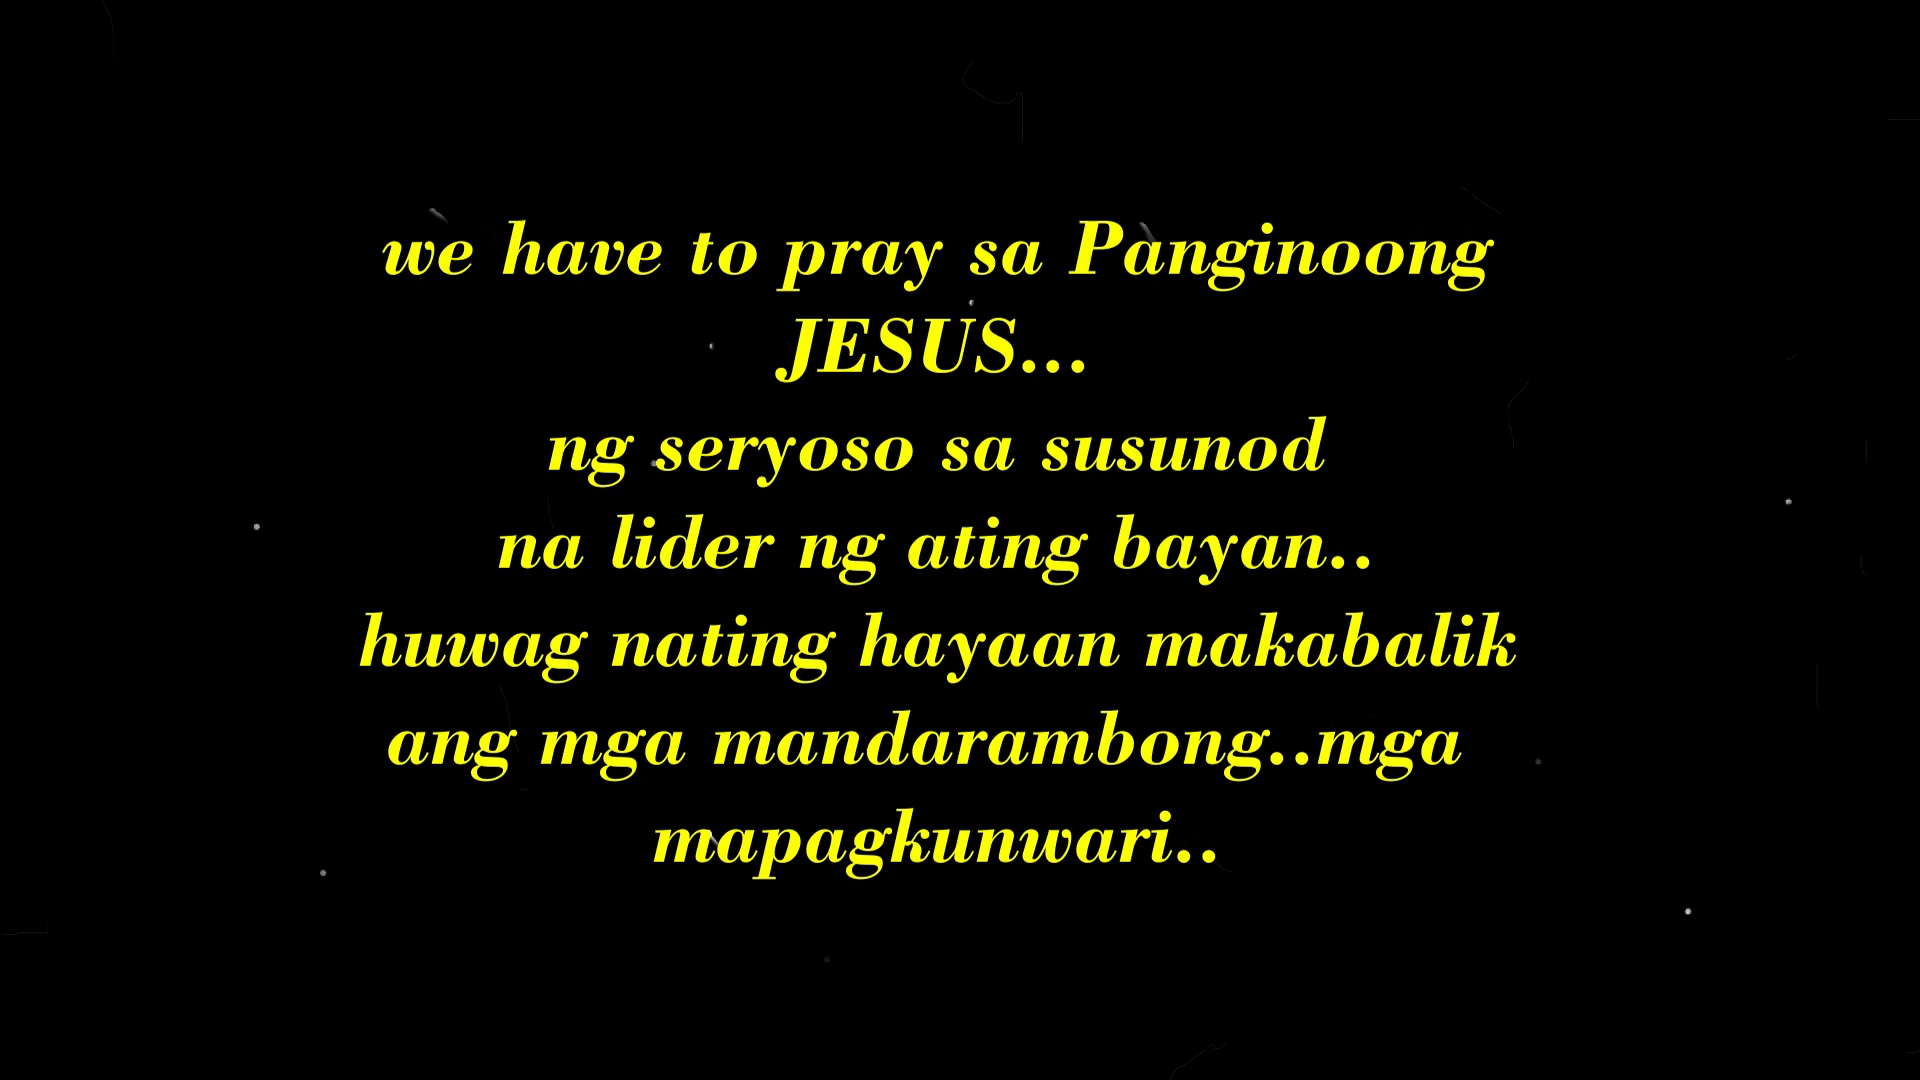 we have to pray sa Panginoong
JESUS...
ng seryoso sa susunod
na lider ng ating bayan..
huwag nating hayaan makabalik
ang mga mandarambong..mga
mapagkunwari..